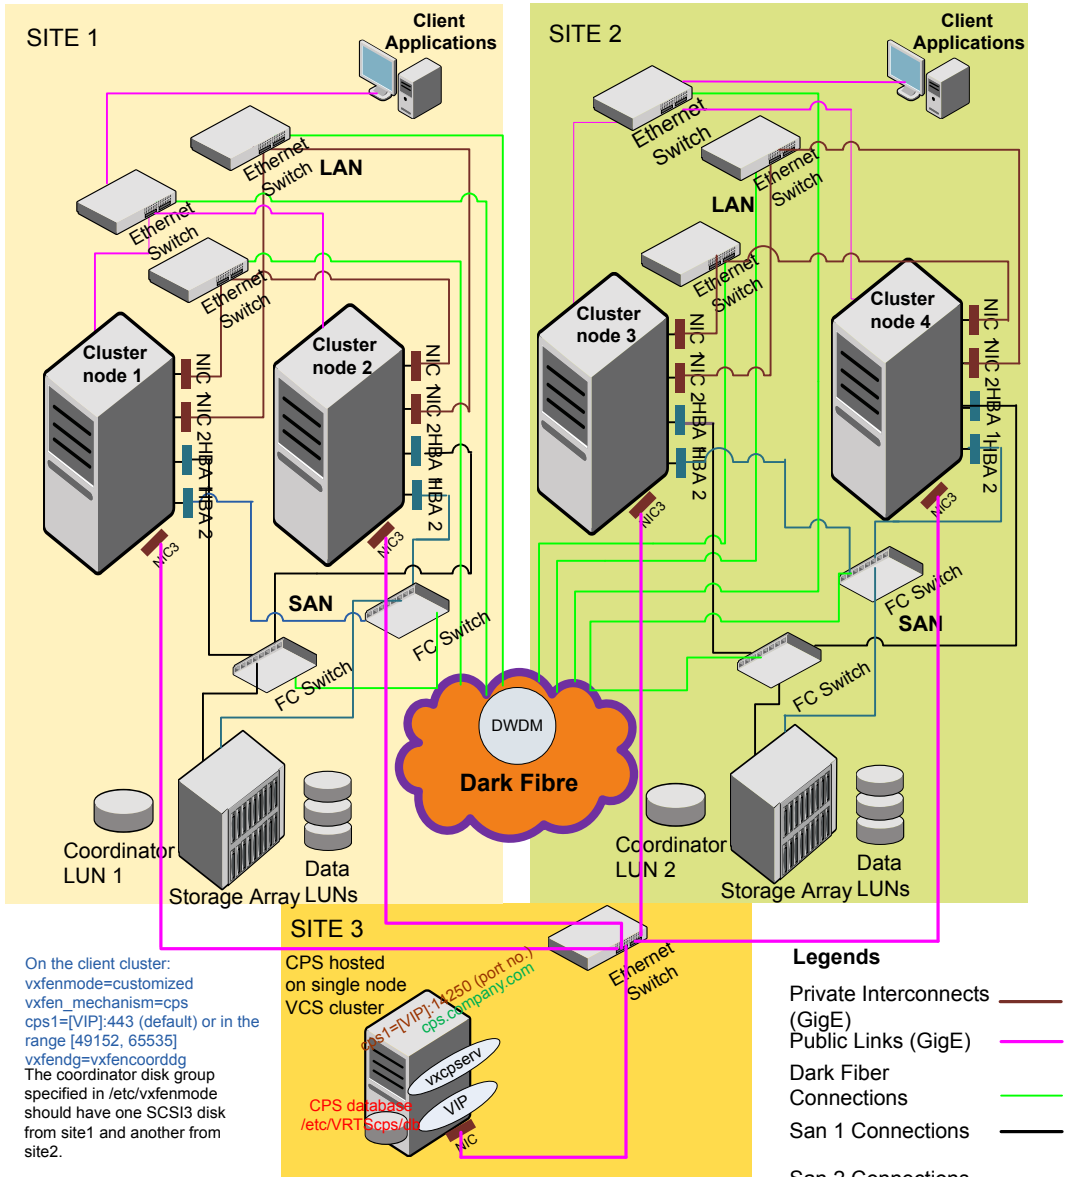 SITE 1
Client
Applications
Ethernet
Switch
LAN
Ethernet
Switch
Ethernet
Switch
Cluster
node 1
NIC 1
NIC 2
HBA 1
HBA 2
NIC3
Cluster
node 2
NIC 1
NIC 2
HBA 1
HBA 2
NIC3
SAN
FC Switch
FC Switch
Coordinator
LUN 1
Storage Array
Data
LUNs
SITE 2
Client
Applications
Ethernet
Switch
Ethernet
Switch
LAN
Ethernet
Switch
Cluster
node 3
NIC 1
NIC 2
HBA 1
HBA 2
NIC3
Cluster
node 4
NIC 1
NIC 2
HBA 1
HBA 2
NIC3
FC Switch
SAN
FC Switch
Coordinator
LUN 2
Storage Array
Data
LUNs
DWDM
Dark Fibre
SITE 3
CPS hosted
on single node
VCS cluster
Ethernet
Switch
cps1=[VIP]:14250 (port no.)
cps.company.com
vxcpserv
VIP
CPS database
/etc/VRTScps/db
NIC
On the client cluster:
vxfenmode=customized
vxfen_mechanism=cps
cps1=[VIP]:443 (default) or in the
range [49152, 65535]
vxfendg=vxfencoorddg
The coordinator disk group
specified in /etc/vxfenmode
should have one SCSI3 disk
from site1 and another from
site2.
Legends
Private Interconnects
(GigE)
Public Links (GigE)
Dark Fiber
Connections
San 1 Connections
San 2 Connections